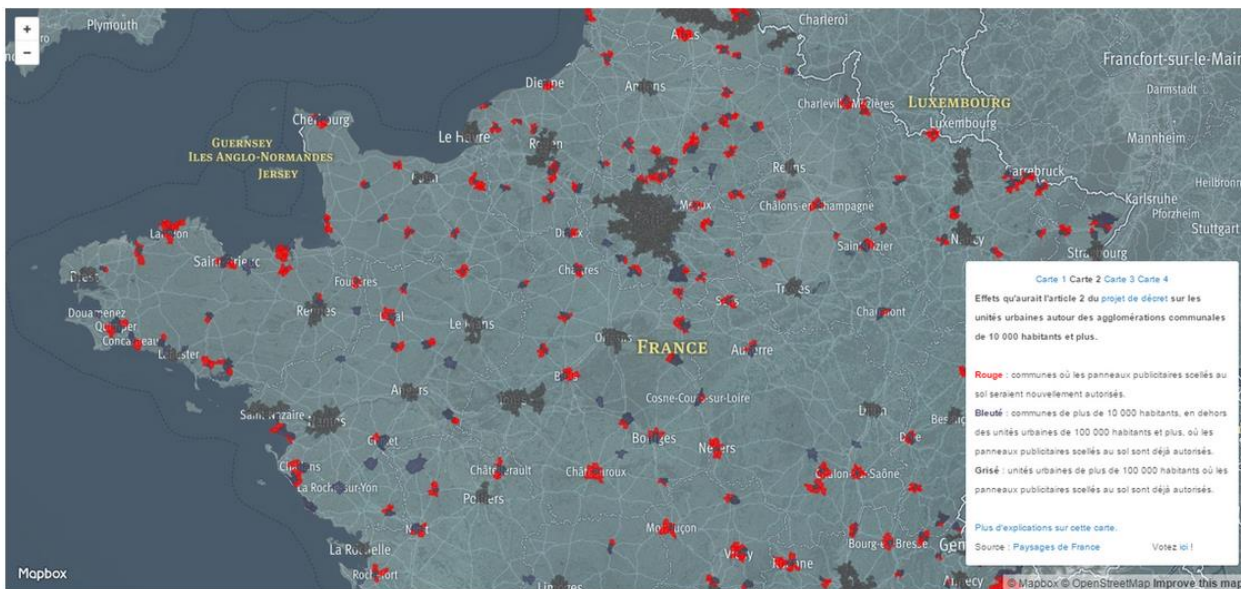 +
−
Plymouth
Charleroi
Francfort-sur-le-Main
Darmstadt
Dieppe
Amiens
Charleville-Mézières
LUXEMBOURG
Luxembourg
Mannheim
Cherbourg
Le Havre
Rouen
GUERNSEY
ILES ANGLO-NORMANDES
JERSEY
Caen
Reims
Heilbronn
Karlsruhe
Pforzheim
Stuttgart
Meaux
Châlons-en-Champagne
Lannion
Saint-Brieuc
Dreux
Saint-Dizier
Nancy
Strasbourg
Brest
Chartres
Fougères
Troyes
Douarnenez
Quimper
Rennes
Laval
Sens
Chaumont
Concarneau
Le Mans
Orléans
FRANCE
Auxerre
Lorient
Blois
Angers
Cosne-Cours-sur-Loire
Saint-Nazaire
Nantes
Dijon
Cholet
Bourges
Nevers
Dole
Challans
Châtellerault
Châteauroux
Chalon-sur-Saône
La Roche-sur-Yon
Poitiers
Niort
Montluçon
La Rochelle
Vichy
Roanne
Bourg-en-Bresse
Rochefort
Limoges
Annecy
Carte 1 Carte 2 Carte 3 Carte 4
Effets qu'aurait l'article 2 du projet de décret sur les
unités urbaines autour des agglomérations communales
de 10 000 habitants et plus.
Rouge : communes où les panneaux publicitaires scellés au
sol seraient nouvellement autorisés.
Bleuté : communes de plus de 10 000 habitants, en dehors
des unités urbaines de 100 000 habitants et plus, où les
panneaux publicitaires scellés au sol sont déjà autorisés.
Grisé : unités urbaines de plus de 100 000 habitants où les
panneaux publicitaires scellés au sol sont déjà autorisés.
Plus d'explications sur cette carte.
Source : Paysages de France Votez ici !
Mapbox
© Mapbox © OpenStreetMap Improve this map